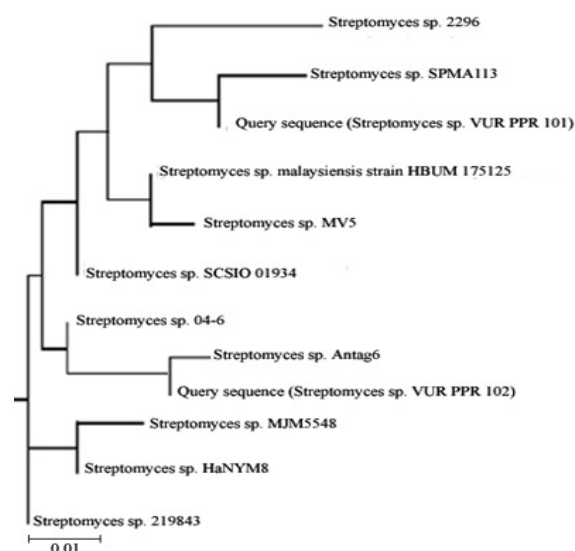 Streptomyces sp. 2296
Streptomyces sp. SPMA113
Query sequence (Streptomyces sp. VUR PPR 101)
Streptomyces sp. malaysiensis strain HBUM 175125
Streptomyces sp. MV5
Streptomyces sp. SCSIO 01934
Streptomyces sp. 04-6
Streptomyces sp. Antag6
Query sequence (Streptomyces sp. VUR PPR 102)
Streptomyces sp. MJM5548
Streptomyces sp. HaNYM8
Streptomyces sp. 219843
0.01